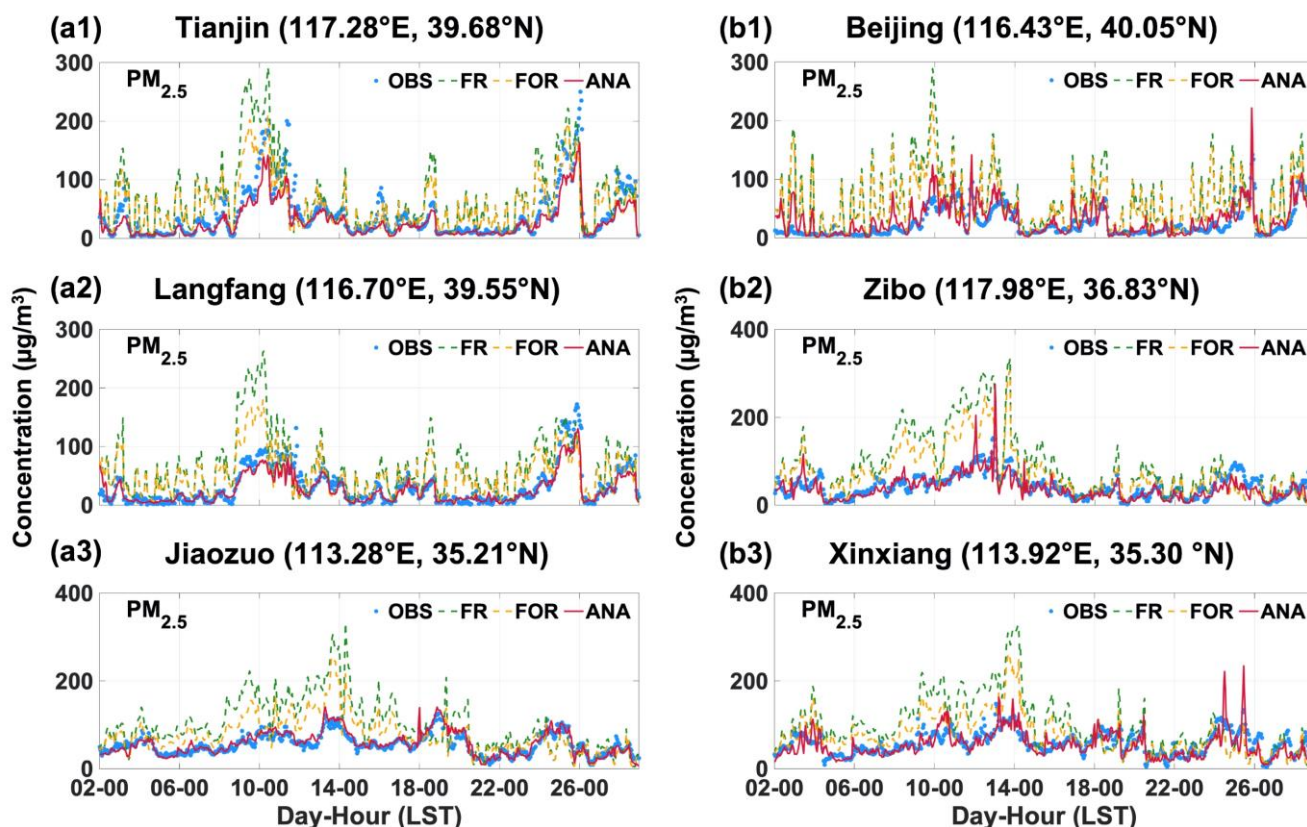 (a1) Tianjin (117.28°E, 39.68°N)
300
200
100
0
PM2.5
OBS FR FOR ANA
(b1) Beijing (116.43°E, 40.05°N)
300
200
100
0
PM2.5
OBS FR FOR ANA
(a2) Langfang (116.70°E, 39.55°N)
300
200
100
0
PM2.5
OBS FR FOR ANA
(b2) Zibo (117.98°E, 36.83°N)
400
200
0
PM2.5
OBS FR FOR ANA
Concentration (μg/m³)
Concentration (μg/m³)
(a3) Jiaozuo (113.28°E, 35.21°N)
400
200
0
PM2.5
OBS FR FOR ANA
02-00 06-00 10-00 14-00 18-00 22-00 26-00
Day-Hour (LST)
(b3) Xinxiang (113.92°E, 35.30 °N)
400
200
0
PM2.5
OBS FR FOR ANA
02-00 06-00 10-00 14-00 18-00 22-00 26-00
Day-Hour (LST)